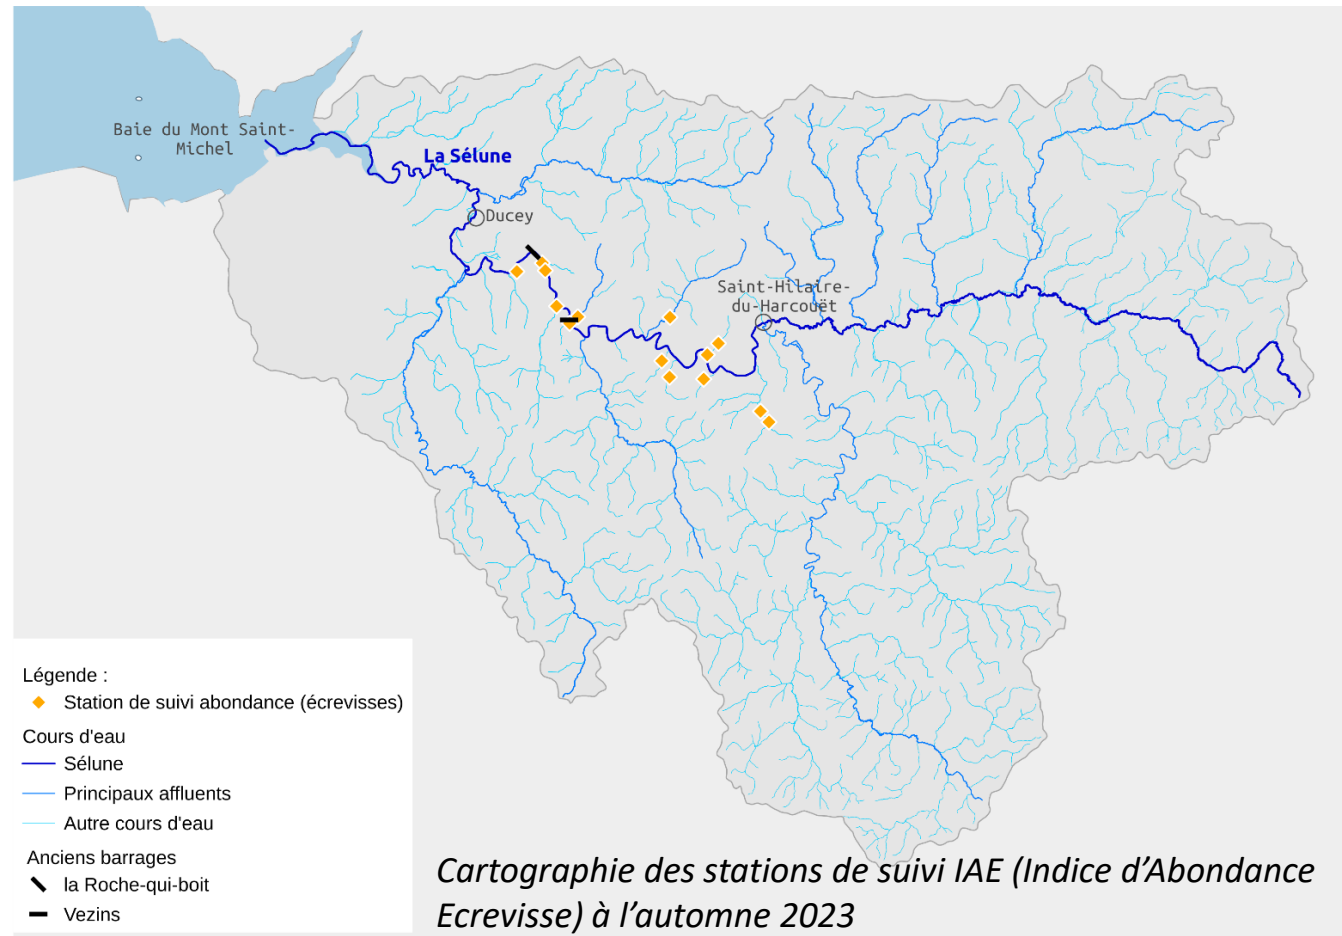 Baie du Mont Saint-
Michel
La Sélune
Ducey
Saint-Hilaire-
du-Harcouët
Légende :
Station de suivi abondance (écrevisses)
Cours d'eau
Sélune
Principaux affluents
Autre cours d'eau
Anciens barrages
la Roche-qui-boit
Vezins
Cartographie des stations de suivi IAE (Indice d’Abondance
Ecrevisse) à l’automne 2023